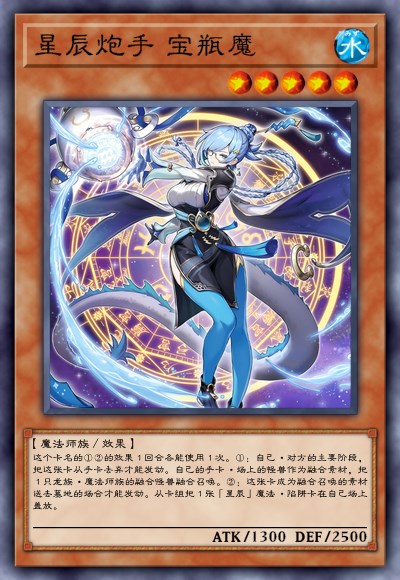 星辰炮手 宝瓶魔
水
【魔法师族／效果】
这个卡名的①②的效果1回合各能使用1次。①：自己·对方的主要阶段，
把这张卡从手卡丢弃才能发动。自己的手卡·场上的怪兽作为融合素材，把
1只龙族·魔法师族的融合怪兽融合召唤。②：这张卡成为融合召唤的素材
送去墓地的场合才能发动。从卡组把1张「星辰」魔法·陷阱卡在自己场上
盖放。
ATK/1300 DEF/2500